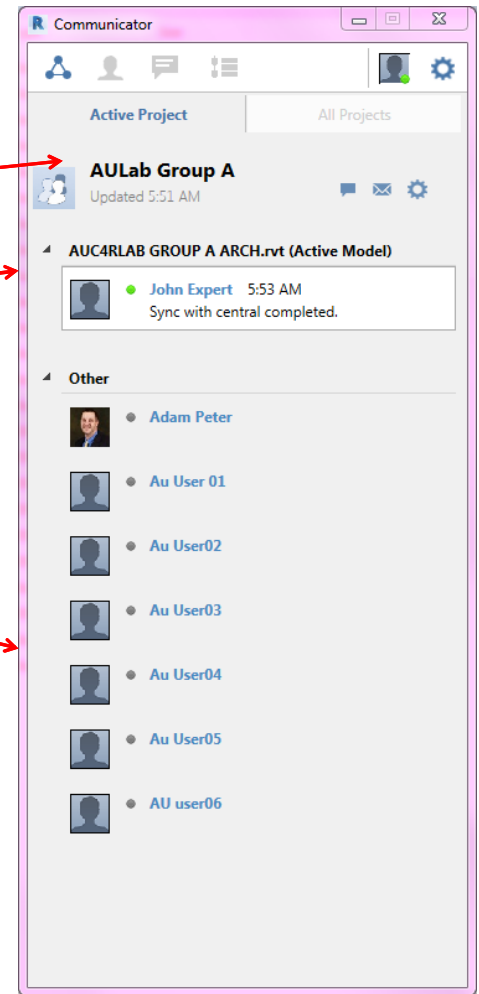 R Communicator
Active Project
All Projects
AULab Group A
Updated 5:51 AM
AUC4RLAB GROUP A ARCH.rvt (Active Model)
John Expert 5:53 AM
Sync with central completed.
Other
Adam Peter
Au User 01
Au User02
Au User03
Au User04
Au User05
AU user06